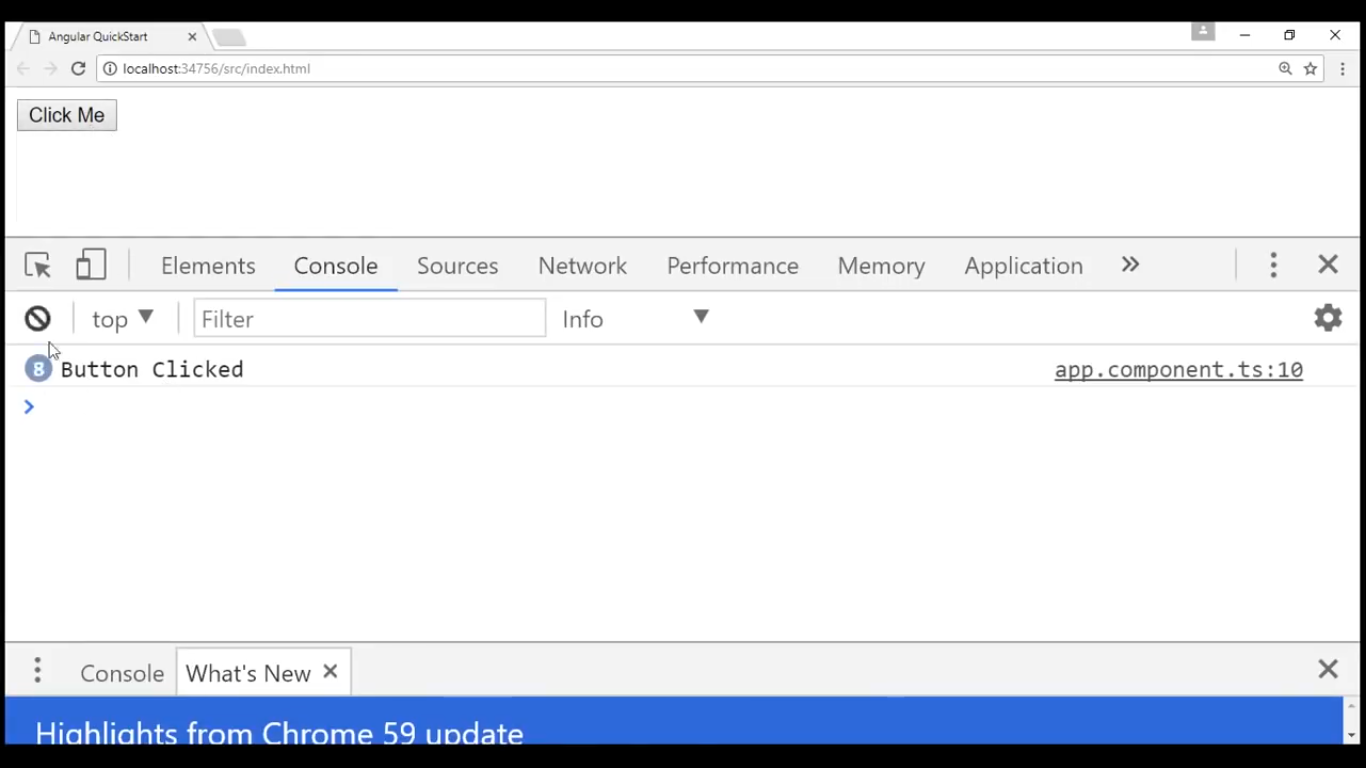 Angular QuickStart
localhost:34756/src/index.html
Click Me
Elements Console Sources Network Performance Memory Application
top Filter Info
8 Button Clicked app.component.ts:10
Console What's New
Highlights from Chrome 59 update